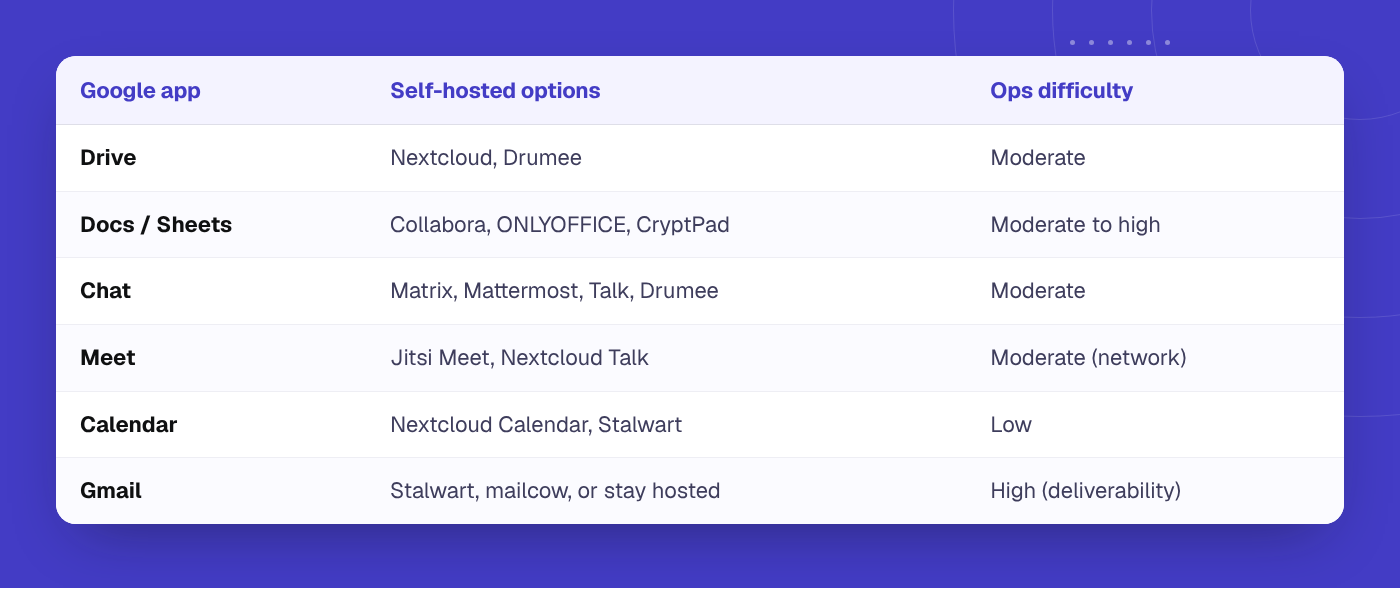 Google app Self-hosted options Ops difficulty
Drive Nextcloud, Drumee Moderate
Docs / Sheets Collabora, ONLYOFFICE, CryptPad Moderate to high
Chat Matrix, Mattermost, Talk, Drumee Moderate
Meet Jitsi Meet, Nextcloud Talk Moderate (network)
Calendar Nextcloud Calendar, Stalwart Low
Gmail Stalwart, mailcow, or stay hosted High (deliverability)